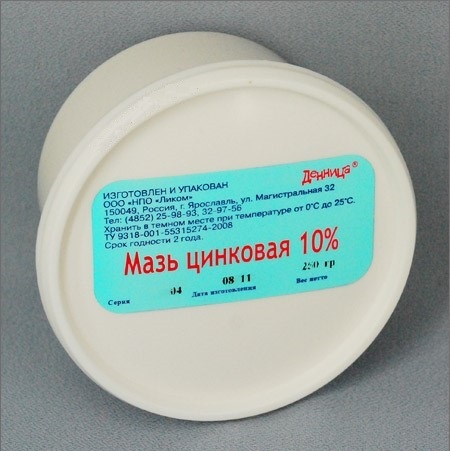 Денница®
ИЗГОТОВЛЕН И УПАКОВАН
ООО «НПО «Ликом»
150049, Россия, г. Ярославль, ул. Магистральная 32
Тел: (4852) 25-98-93, 32-97-56
Хранить в темном месте при температуре от 0°С до 25°С.
ТУ 9318-001-55315274-2008
Срок годности 2 года.
Мазь цинковая 10%
04 08 11 250 гр
Серия Дата изготовления Вес нетто